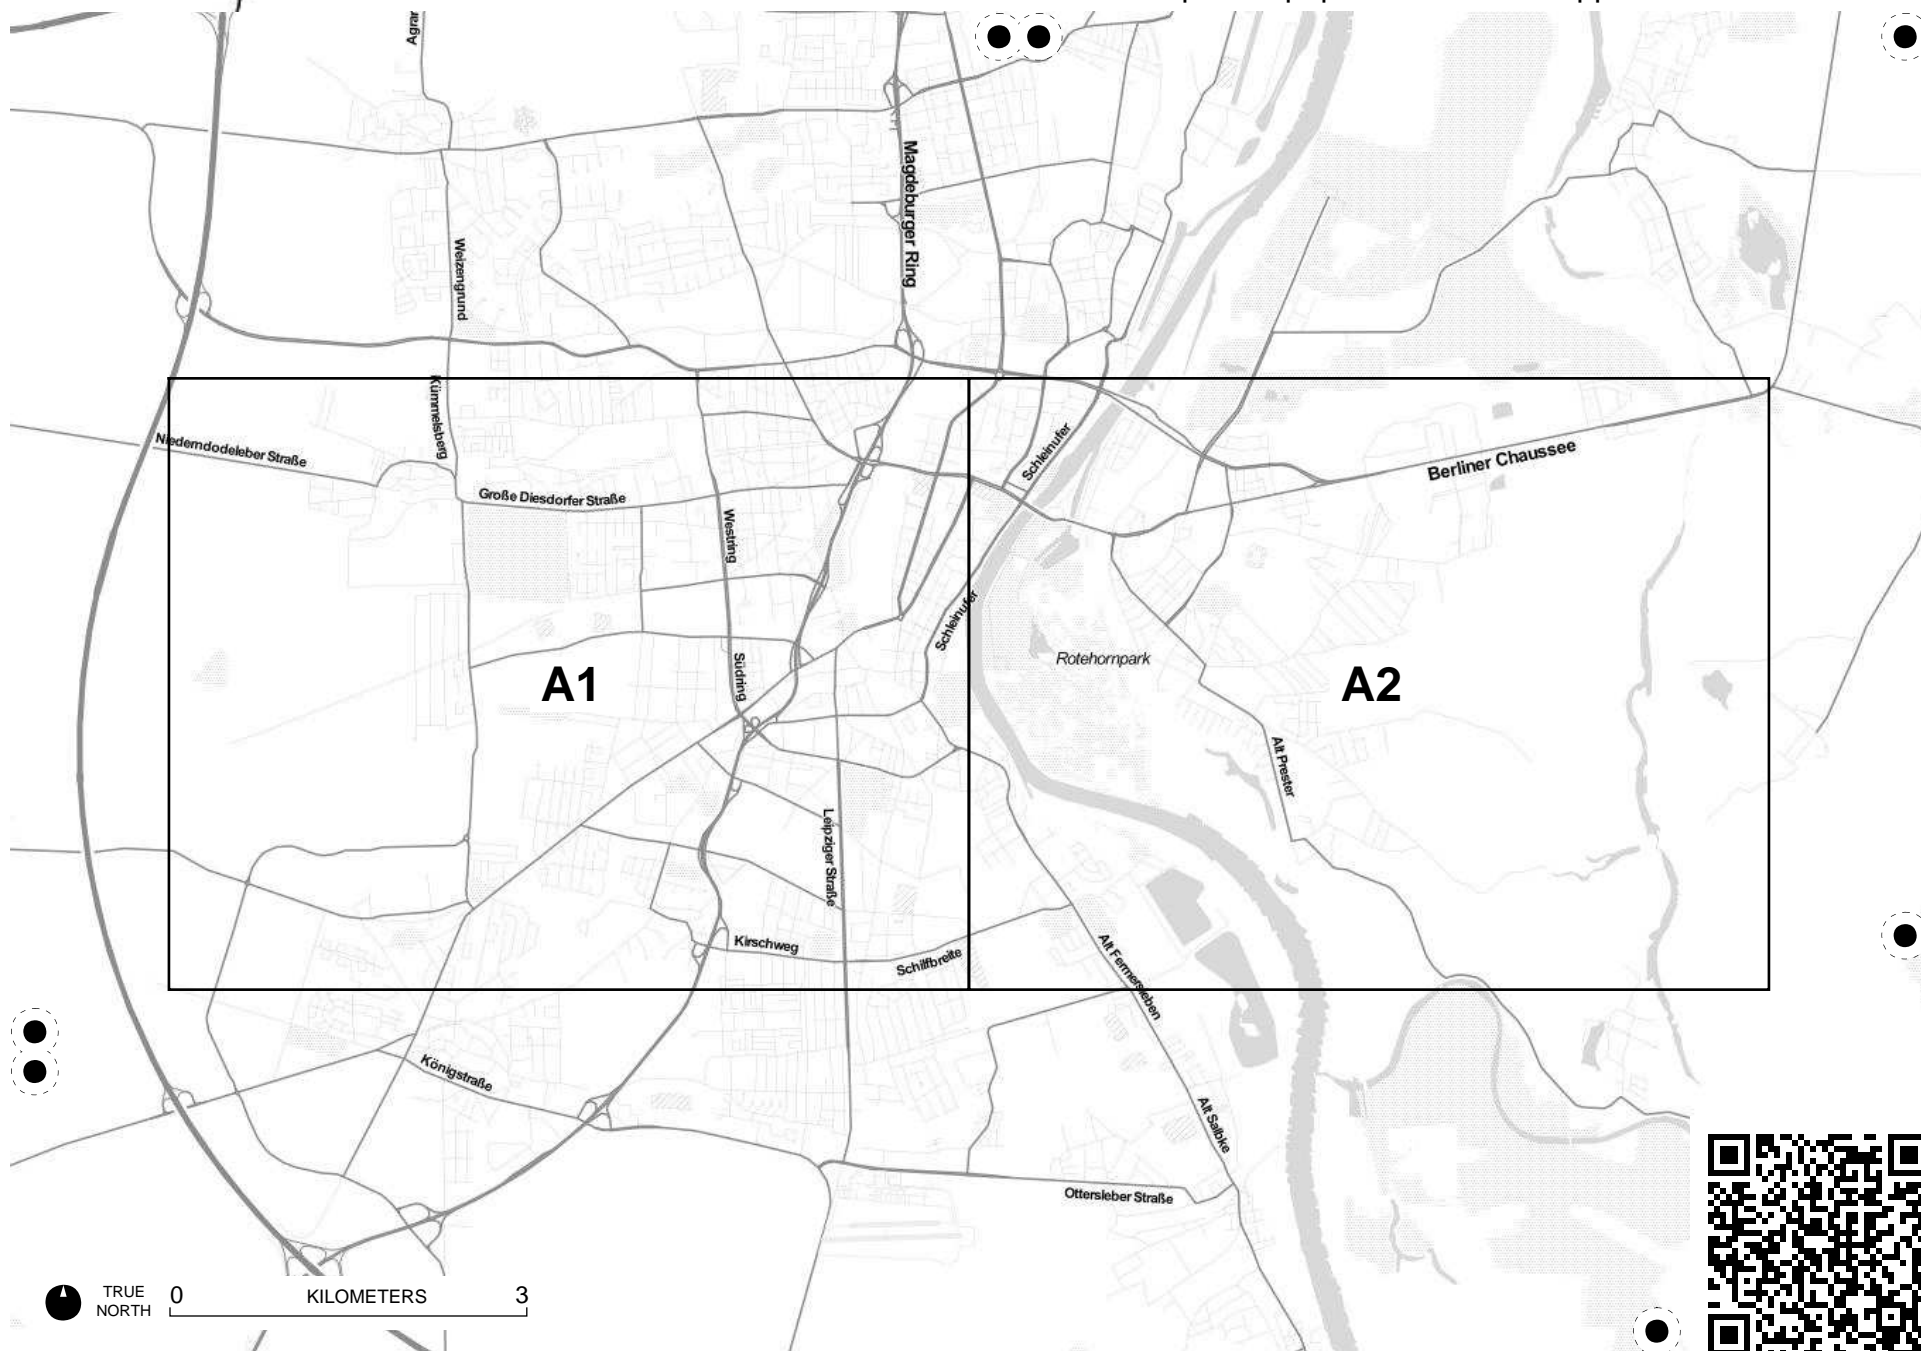 Agrar
Magdeburger Ring
Weizengrund
Kümmelsberg
Niederndodeleber Straße
Große Diesdorfer Straße
Westring
Südring
Schleinufer
Schleinufer
Berliner Chaussee
Rotehornpark
A1
A2
Alt Prester
Leipziger Straße
Kirschweg
Schilfbreite
Alt Fermersleben
Königstraße
Alt Salbke
Ottersleber Straße
TRUE
NORTH
0 KILOMETERS 3